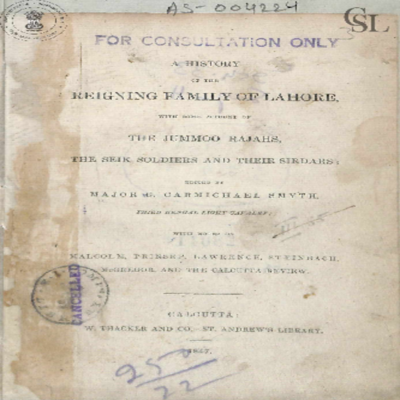 AS-004224
CSL
FOR CONSULTATION ONLY
A HISTORY
OF THE
REIGNING FAMILY OF LAHORE,
WITH SOME ACCOUNT OF
THE JUMMOO RAJAHS,
THE SEIK SOLDIERS AND THEIR SIRDARS;
EDITED BY
MAJOR G. CARMICHAEL SMYTH,
THIRD BENGAL LIGHT CAVALRY;
WITH NOTES ON
MALCOLM, PRINSEP, LAWRENCE, STEINBACH,
McGREGOR, AND THE CALCUTTA REVIEW.
CANCELLED
CALCUTTA:
W. THACKER AND CO.—ST. ANDREW'S LIBRARY.
1847.
22